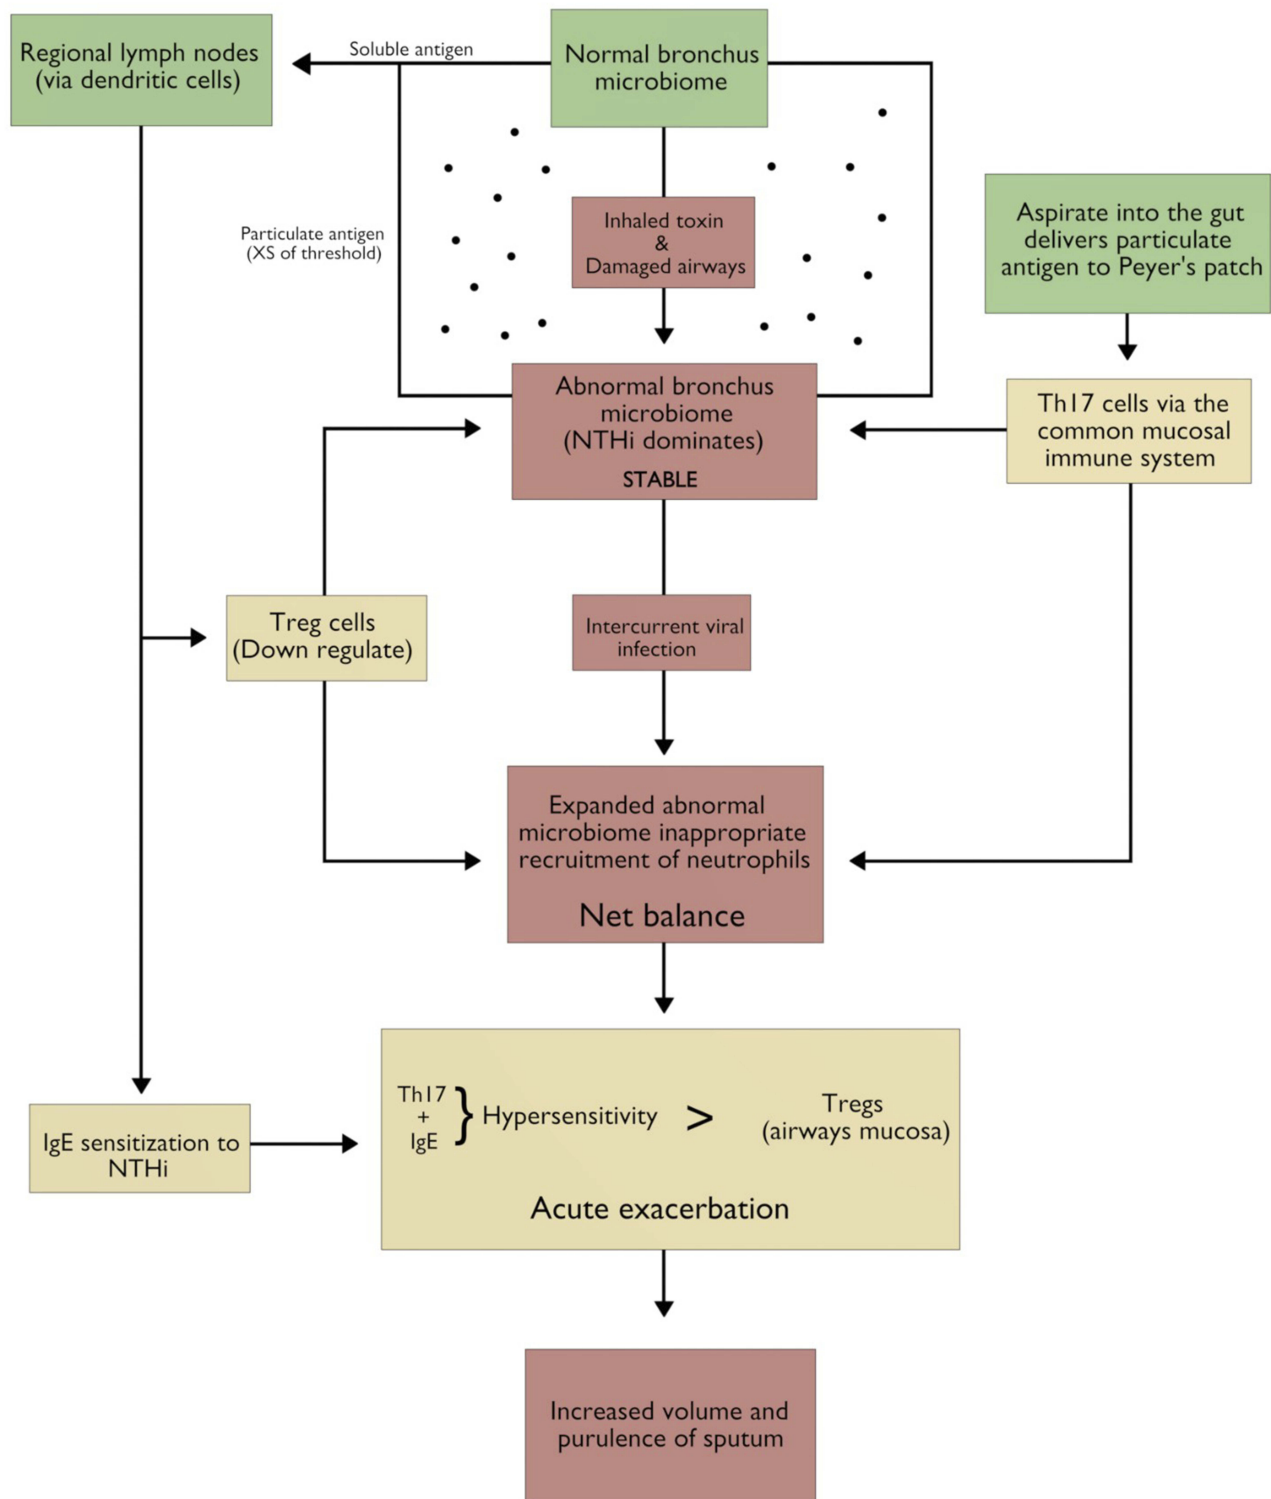 Regional lymph nodes
(via dendritic cells)
Soluble antigen
Normal bronchus
microbiome
Particulate antigen
(XS of threshold)
Inhaled toxin
&
Damaged airways
Aspirate into the gut
delivers particulate
antigen to Peyer's patch
Abnormal bronchus
microbiome
(NTHi dominates)
STABLE
Th17 cells via the
common mucosal
immune system
Treg cells
(Down regulate)
Intercurrent viral
infection
Expanded abnormal
microbiome inappropriate
recruitment of neutrophils
Net balance
IgE sensitization to
NTHi
Th17
+
IgE
} Hypersensitivity >
Tregs
(airways mucosa)
Acute exacerbation
Increased volume and
purulence of sputum